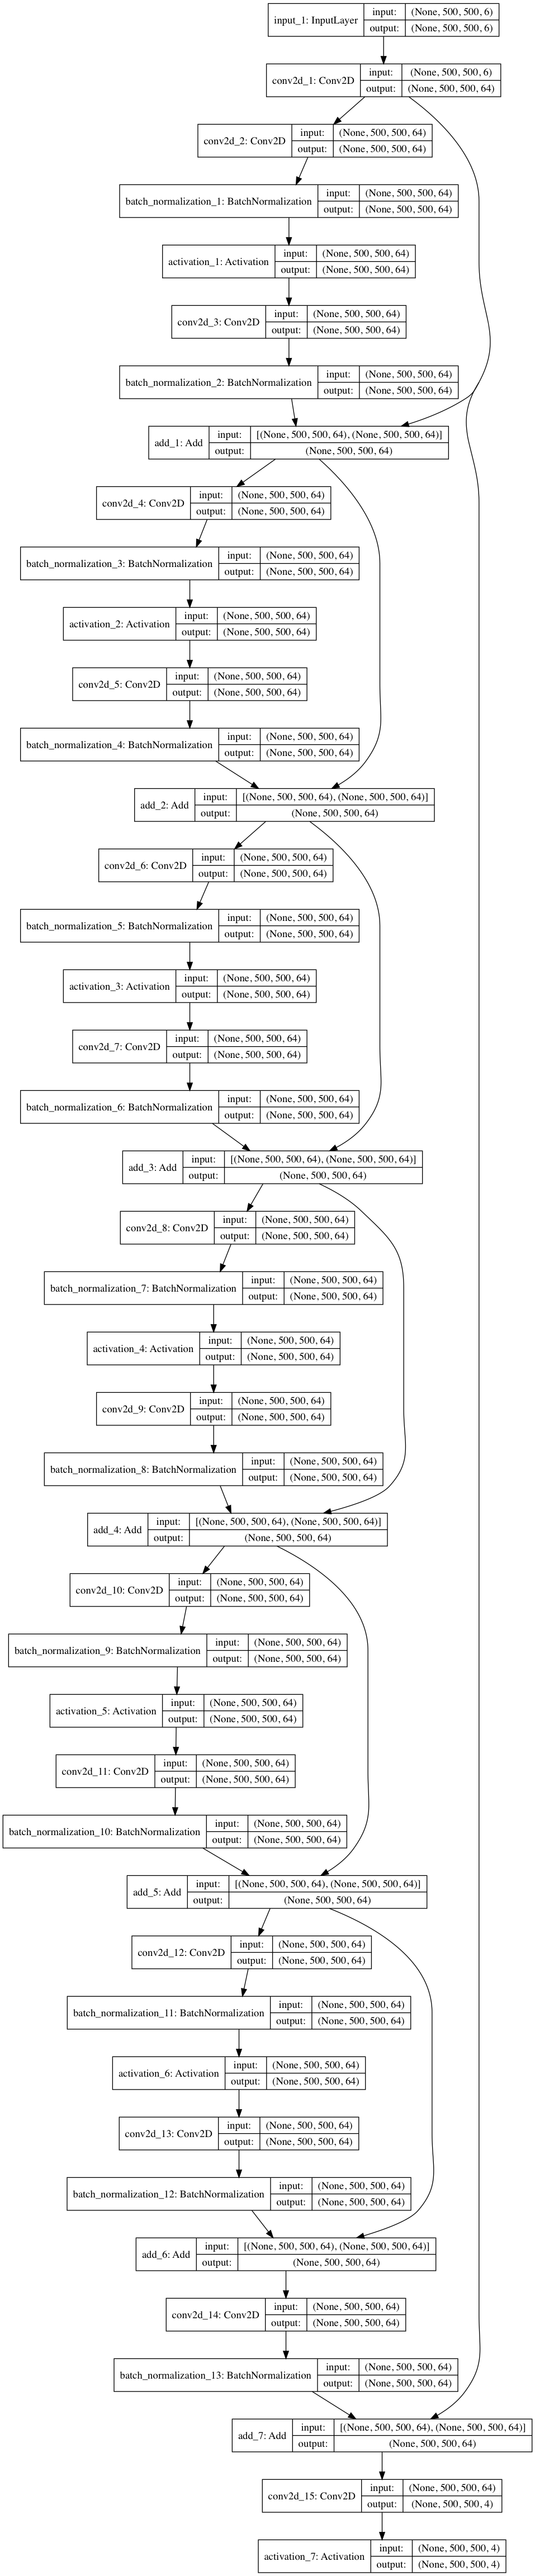 input_1: InputLayer
input: (None, 500, 500, 6)
output: (None, 500, 500, 6)
conv2d_1: Conv2D
input: (None, 500, 500, 6)
output: (None, 500, 500, 64)
conv2d_2: Conv2D
input: (None, 500, 500, 64)
output: (None, 500, 500, 64)
batch_normalization_1: BatchNormalization
input: (None, 500, 500, 64)
output: (None, 500, 500, 64)
activation_1: Activation
input: (None, 500, 500, 64)
output: (None, 500, 500, 64)
conv2d_3: Conv2D
input: (None, 500, 500, 64)
output: (None, 500, 500, 64)
batch_normalization_2: BatchNormalization
input: (None, 500, 500, 64)
output: (None, 500, 500, 64)
add_1: Add
input: [(None, 500, 500, 64), (None, 500, 500, 64)]
output: (None, 500, 500, 64)
conv2d_4: Conv2D
input: (None, 500, 500, 64)
output: (None, 500, 500, 64)
batch_normalization_3: BatchNormalization
input: (None, 500, 500, 64)
output: (None, 500, 500, 64)
activation_2: Activation
input: (None, 500, 500, 64)
output: (None, 500, 500, 64)
conv2d_5: Conv2D
input: (None, 500, 500, 64)
output: (None, 500, 500, 64)
batch_normalization_4: BatchNormalization
input: (None, 500, 500, 64)
output: (None, 500, 500, 64)
add_2: Add
input: [(None, 500, 500, 64), (None, 500, 500, 64)]
output: (None, 500, 500, 64)
conv2d_6: Conv2D
input: (None, 500, 500, 64)
output: (None, 500, 500, 64)
batch_normalization_5: BatchNormalization
input: (None, 500, 500, 64)
output: (None, 500, 500, 64)
activation_3: Activation
input: (None, 500, 500, 64)
output: (None, 500, 500, 64)
conv2d_7: Conv2D
input: (None, 500, 500, 64)
output: (None, 500, 500, 64)
batch_normalization_6: BatchNormalization
input: (None, 500, 500, 64)
output: (None, 500, 500, 64)
add_3: Add
input: [(None, 500, 500, 64), (None, 500, 500, 64)]
output: (None, 500, 500, 64)
conv2d_8: Conv2D
input: (None, 500, 500, 64)
output: (None, 500, 500, 64)
batch_normalization_7: BatchNormalization
input: (None, 500, 500, 64)
output: (None, 500, 500, 64)
activation_4: Activation
input: (None, 500, 500, 64)
output: (None, 500, 500, 64)
conv2d_9: Conv2D
input: (None, 500, 500, 64)
output: (None, 500, 500, 64)
batch_normalization_8: BatchNormalization
input: (None, 500, 500, 64)
output: (None, 500, 500, 64)
add_4: Add
input: [(None, 500, 500, 64), (None, 500, 500, 64)]
output: (None, 500, 500, 64)
conv2d_10: Conv2D
input: (None, 500, 500, 64)
output: (None, 500, 500, 64)
batch_normalization_9: BatchNormalization
input: (None, 500, 500, 64)
output: (None, 500, 500, 64)
activation_5: Activation
input: (None, 500, 500, 64)
output: (None, 500, 500, 64)
conv2d_11: Conv2D
input: (None, 500, 500, 64)
output: (None, 500, 500, 64)
batch_normalization_10: BatchNormalization
input: (None, 500, 500, 64)
output: (None, 500, 500, 64)
add_5: Add
input: [(None, 500, 500, 64), (None, 500, 500, 64)]
output: (None, 500, 500, 64)
conv2d_12: Conv2D
input: (None, 500, 500, 64)
output: (None, 500, 500, 64)
batch_normalization_11: BatchNormalization
input: (None, 500, 500, 64)
output: (None, 500, 500, 64)
activation_6: Activation
input: (None, 500, 500, 64)
output: (None, 500, 500, 64)
conv2d_13: Conv2D
input: (None, 500, 500, 64)
output: (None, 500, 500, 64)
batch_normalization_12: BatchNormalization
input: (None, 500, 500, 64)
output: (None, 500, 500, 64)
add_6: Add
input: [(None, 500, 500, 64), (None, 500, 500, 64)]
output: (None, 500, 500, 64)
conv2d_14: Conv2D
input: (None, 500, 500, 64)
output: (None, 500, 500, 64)
batch_normalization_13: BatchNormalization
input: (None, 500, 500, 64)
output: (None, 500, 500, 64)
add_7: Add
input: [(None, 500, 500, 64), (None, 500, 500, 64)]
output: (None, 500, 500, 64)
conv2d_15: Conv2D
input: (None, 500, 500, 64)
output: (None, 500, 500, 4)
activation_7: Activation
input: (None, 500, 500, 4)
output: (None, 500, 500, 4)